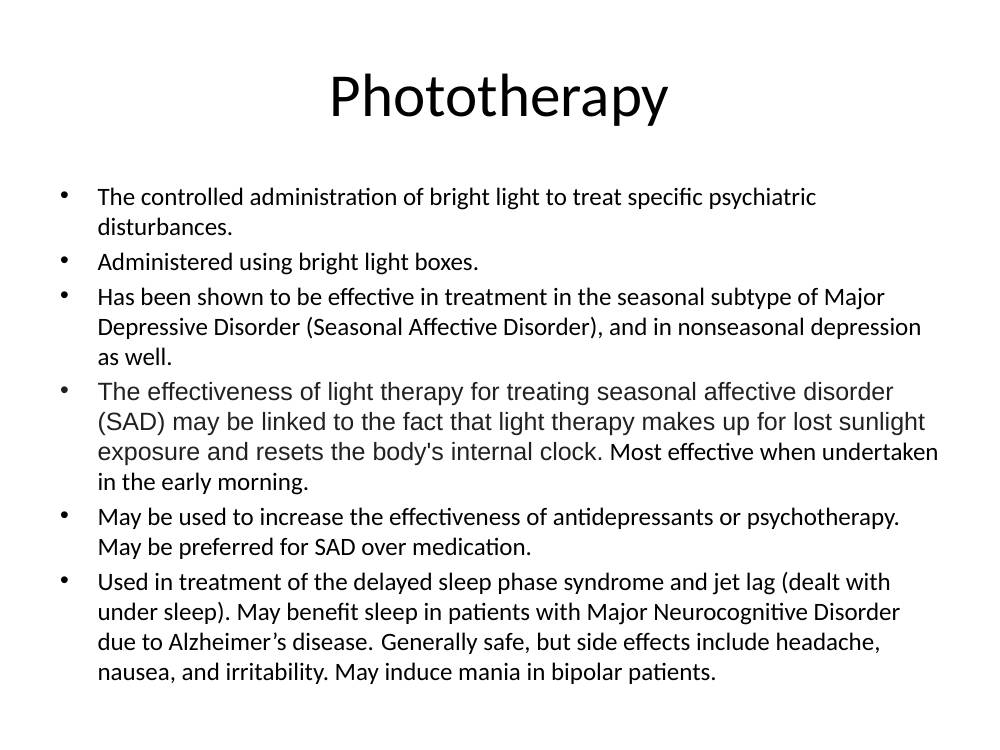 Phototherapy
• The controlled administration of bright light to treat specific psychiatric
disturbances.
• Administered using bright light boxes.
• Has been shown to be effective in treatment in the seasonal subtype of Major
Depressive Disorder (Seasonal Affective Disorder), and in nonseasonal depression
as well.
• The effectiveness of light therapy for treating seasonal affective disorder
(SAD) may be linked to the fact that light therapy makes up for lost sunlight
exposure and resets the body's internal clock. Most effective when undertaken
in the early morning.
• May be used to increase the effectiveness of antidepressants or psychotherapy.
May be preferred for SAD over medication.
• Used in treatment of the delayed sleep phase syndrome and jet lag (dealt with
under sleep). May benefit sleep in patients with Major Neurocognitive Disorder
due to Alzheimer’s disease. Generally safe, but side effects include headache,
nausea, and irritability. May induce mania in bipolar patients.